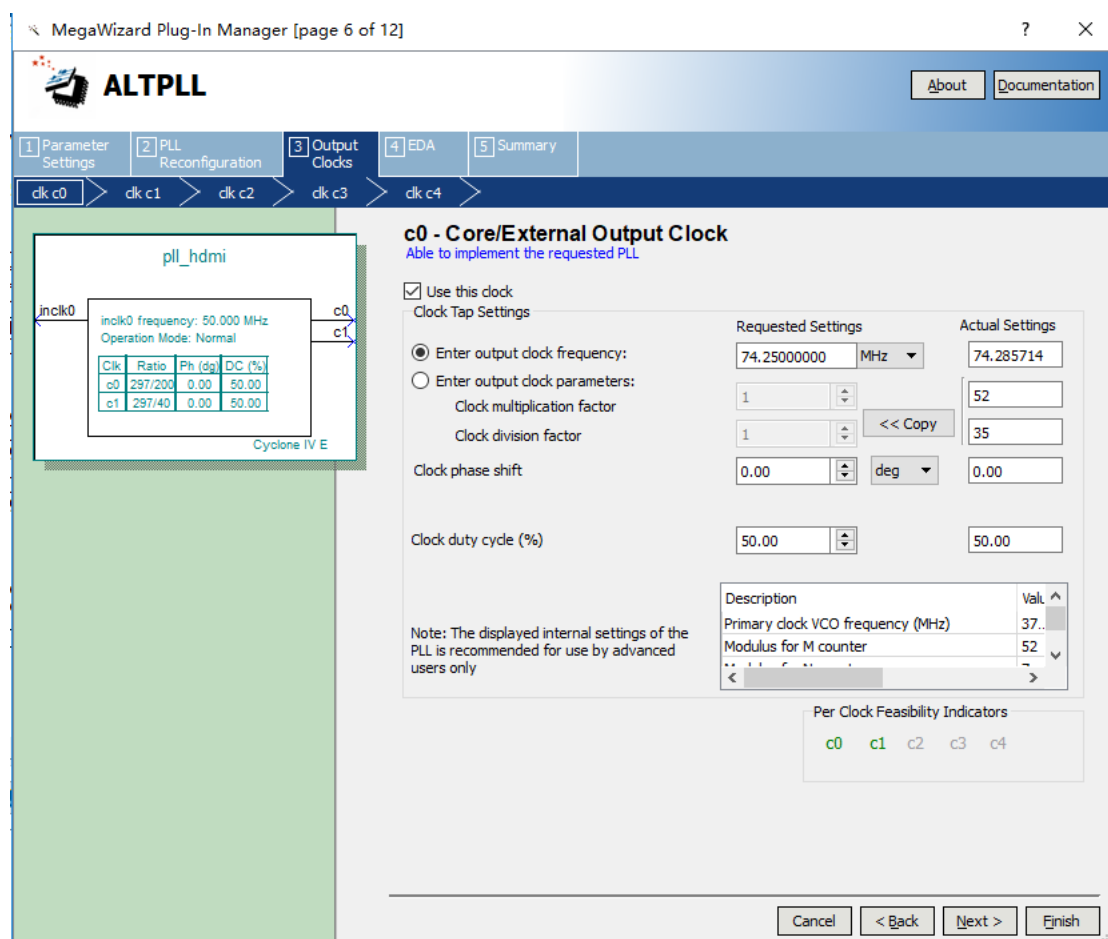 MegaWizard Plug-In Manager [page 6 of 12]
?
ALTPLL
About
Documentation
1 Parameter Settings
2 PLL Reconfiguration
3 Output Clocks
4 EDA
5 Summary
clk c0
clk c1
clk c2
clk c3
clk c4
pll_hdmi
inclk0
c0
c1
inclk0 frequency: 50.000 MHz
Operation Mode: Normal
Clk Ratio Ph (dg) DC (%)
c0 297/200 0.00 50.00
c1 297/40 0.00 50.00
Cyclone IV E
c0 - Core/External Output Clock
Able to implement the requested PLL
Use this clock
Clock Tap Settings
Requested Settings
Actual Settings
Enter output clock frequency:
74.25000000
MHz
74.285714
Enter output clock parameters:
Clock multiplication factor
1
52
<< Copy
Clock division factor
1
35
Clock phase shift
0.00
deg
0.00
Clock duty cycle (%)
50.00
50.00
Note: The displayed internal settings of the
PLL is recommended for use by advanced
users only
Description
Primary clock VCO frequency (MHz) 37..
Modulus for M counter 52
Per Clock Feasibility Indicators
c0 c1 c2 c3 c4
Cancel
< Back
Next >
Finish